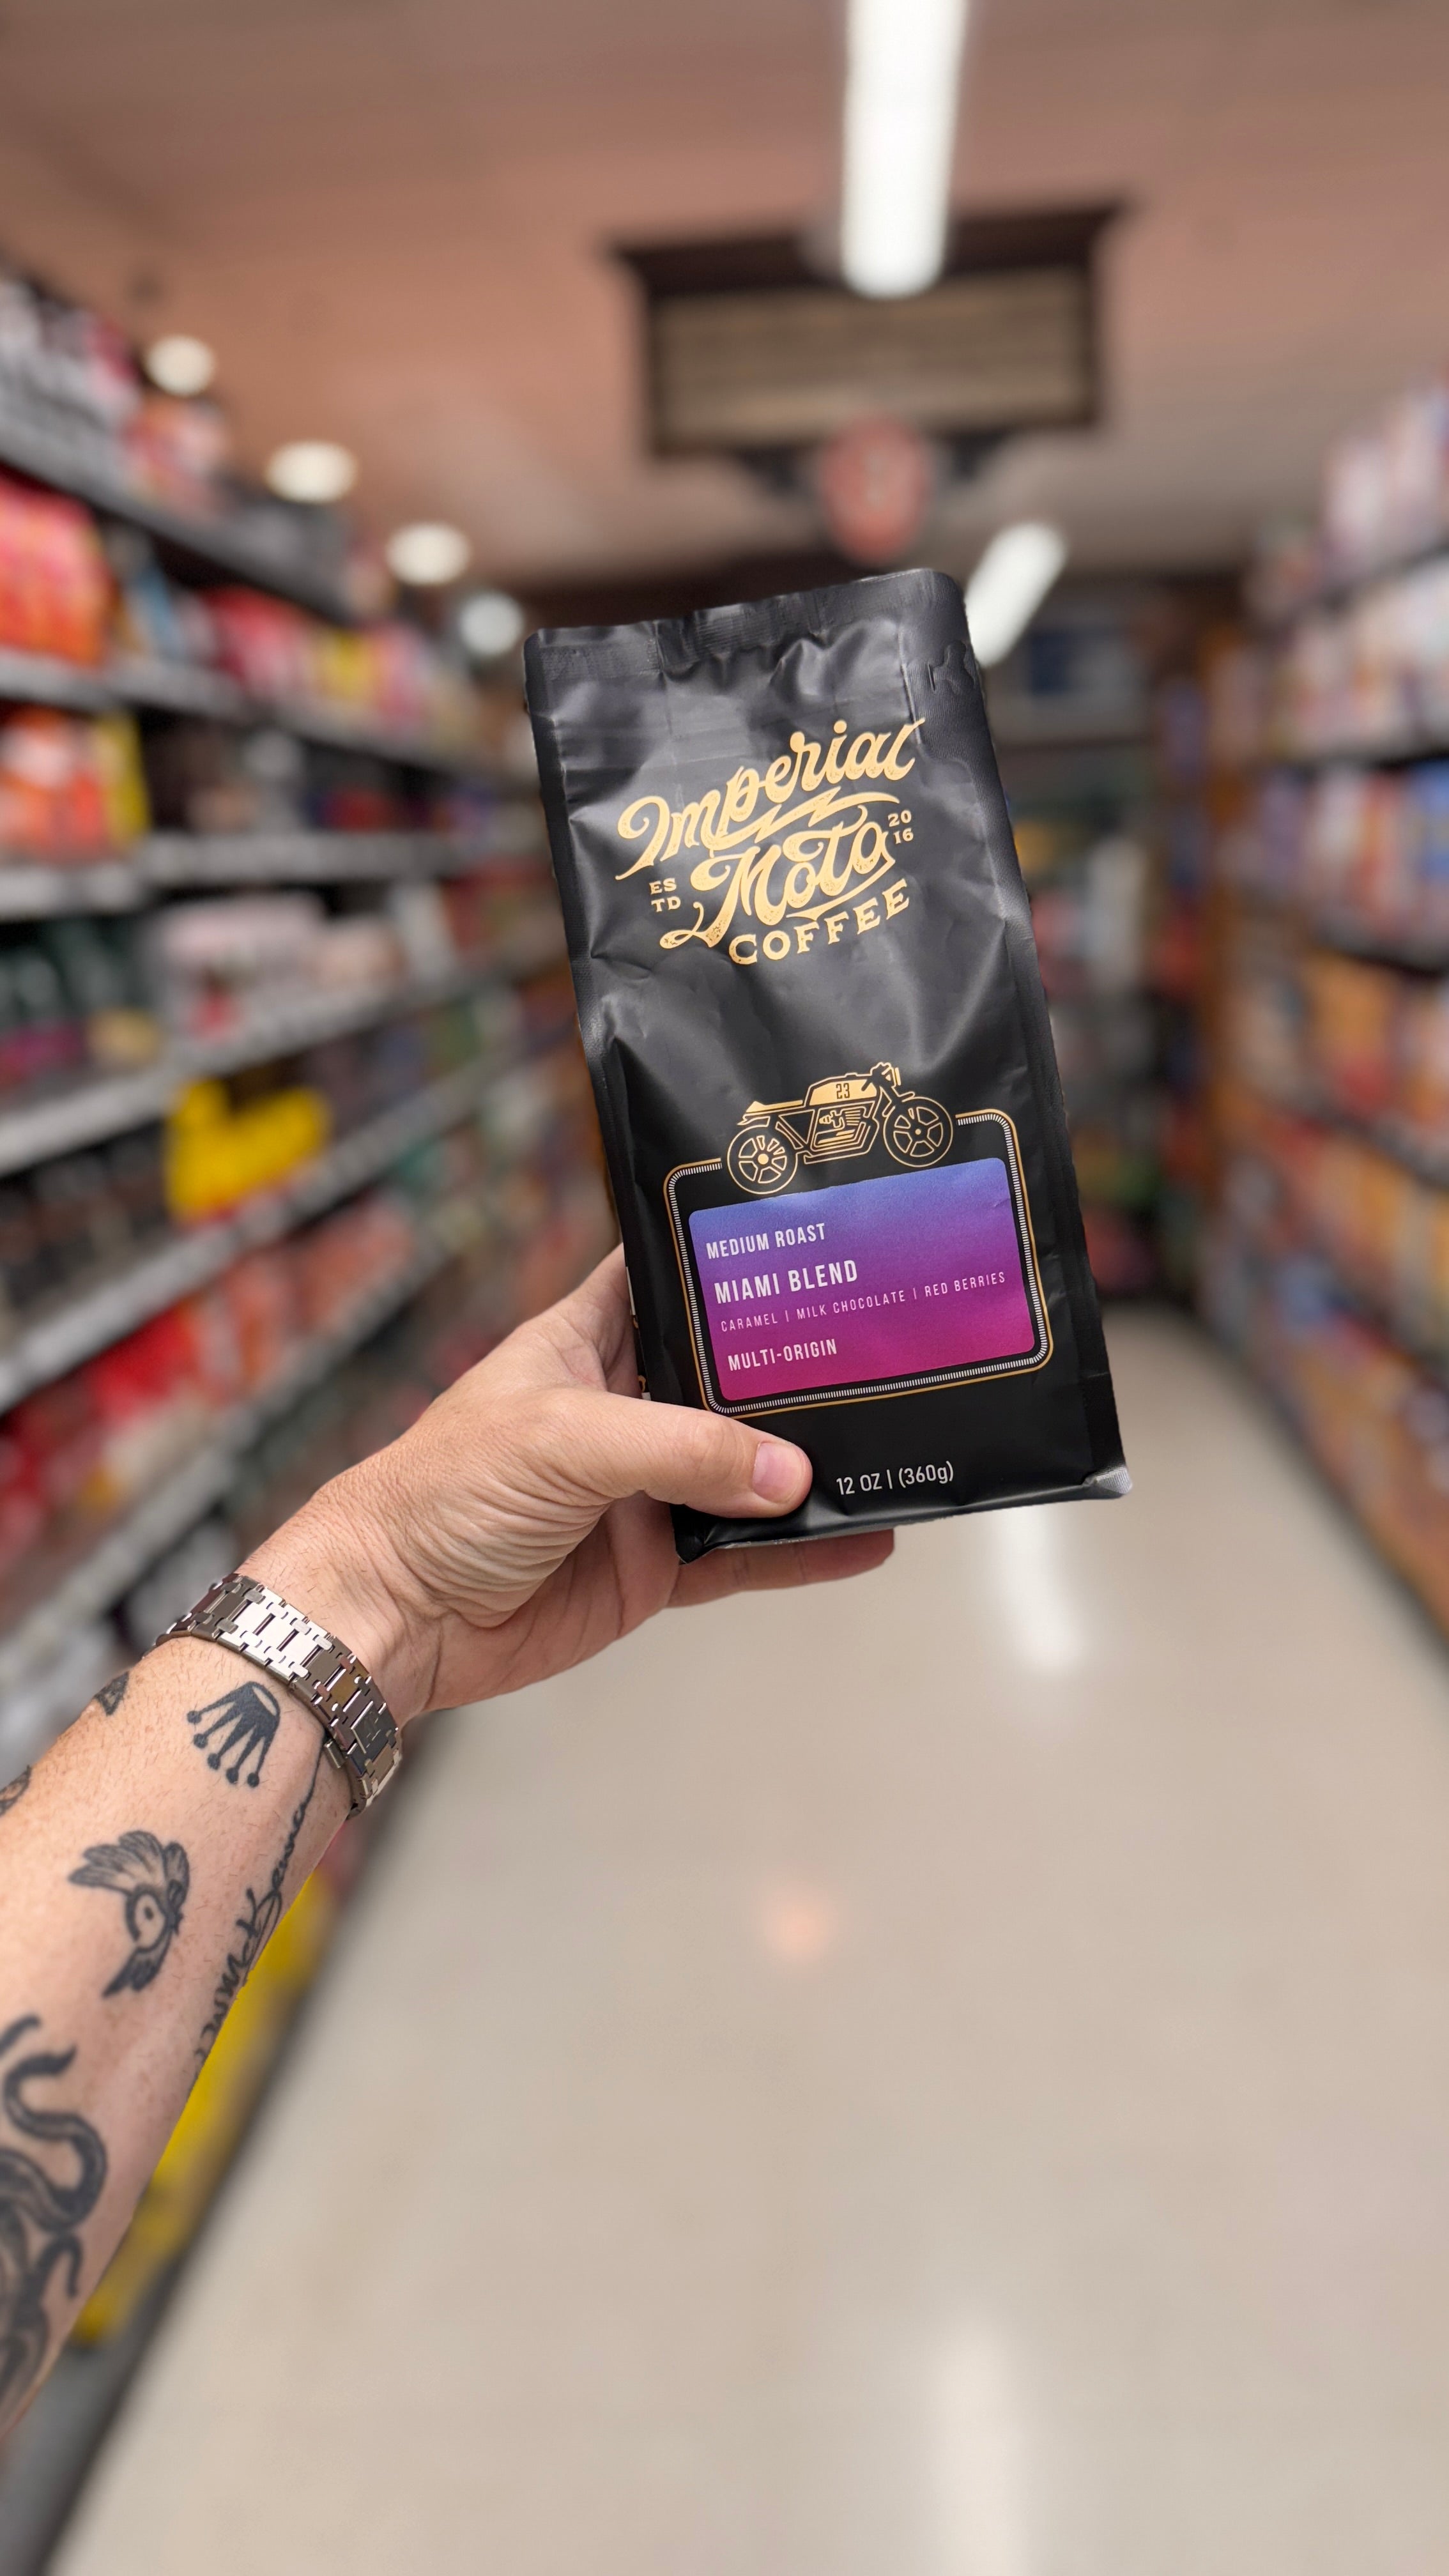 Imperial
Moto
ES
TD
20
16
COFFEE
23
MEDIUM ROAST
MIAMI BLEND
CARAMEL | MILK CHOCOLATE | RED BERRIES
MULTI-ORIGIN
12 OZ | (360g)